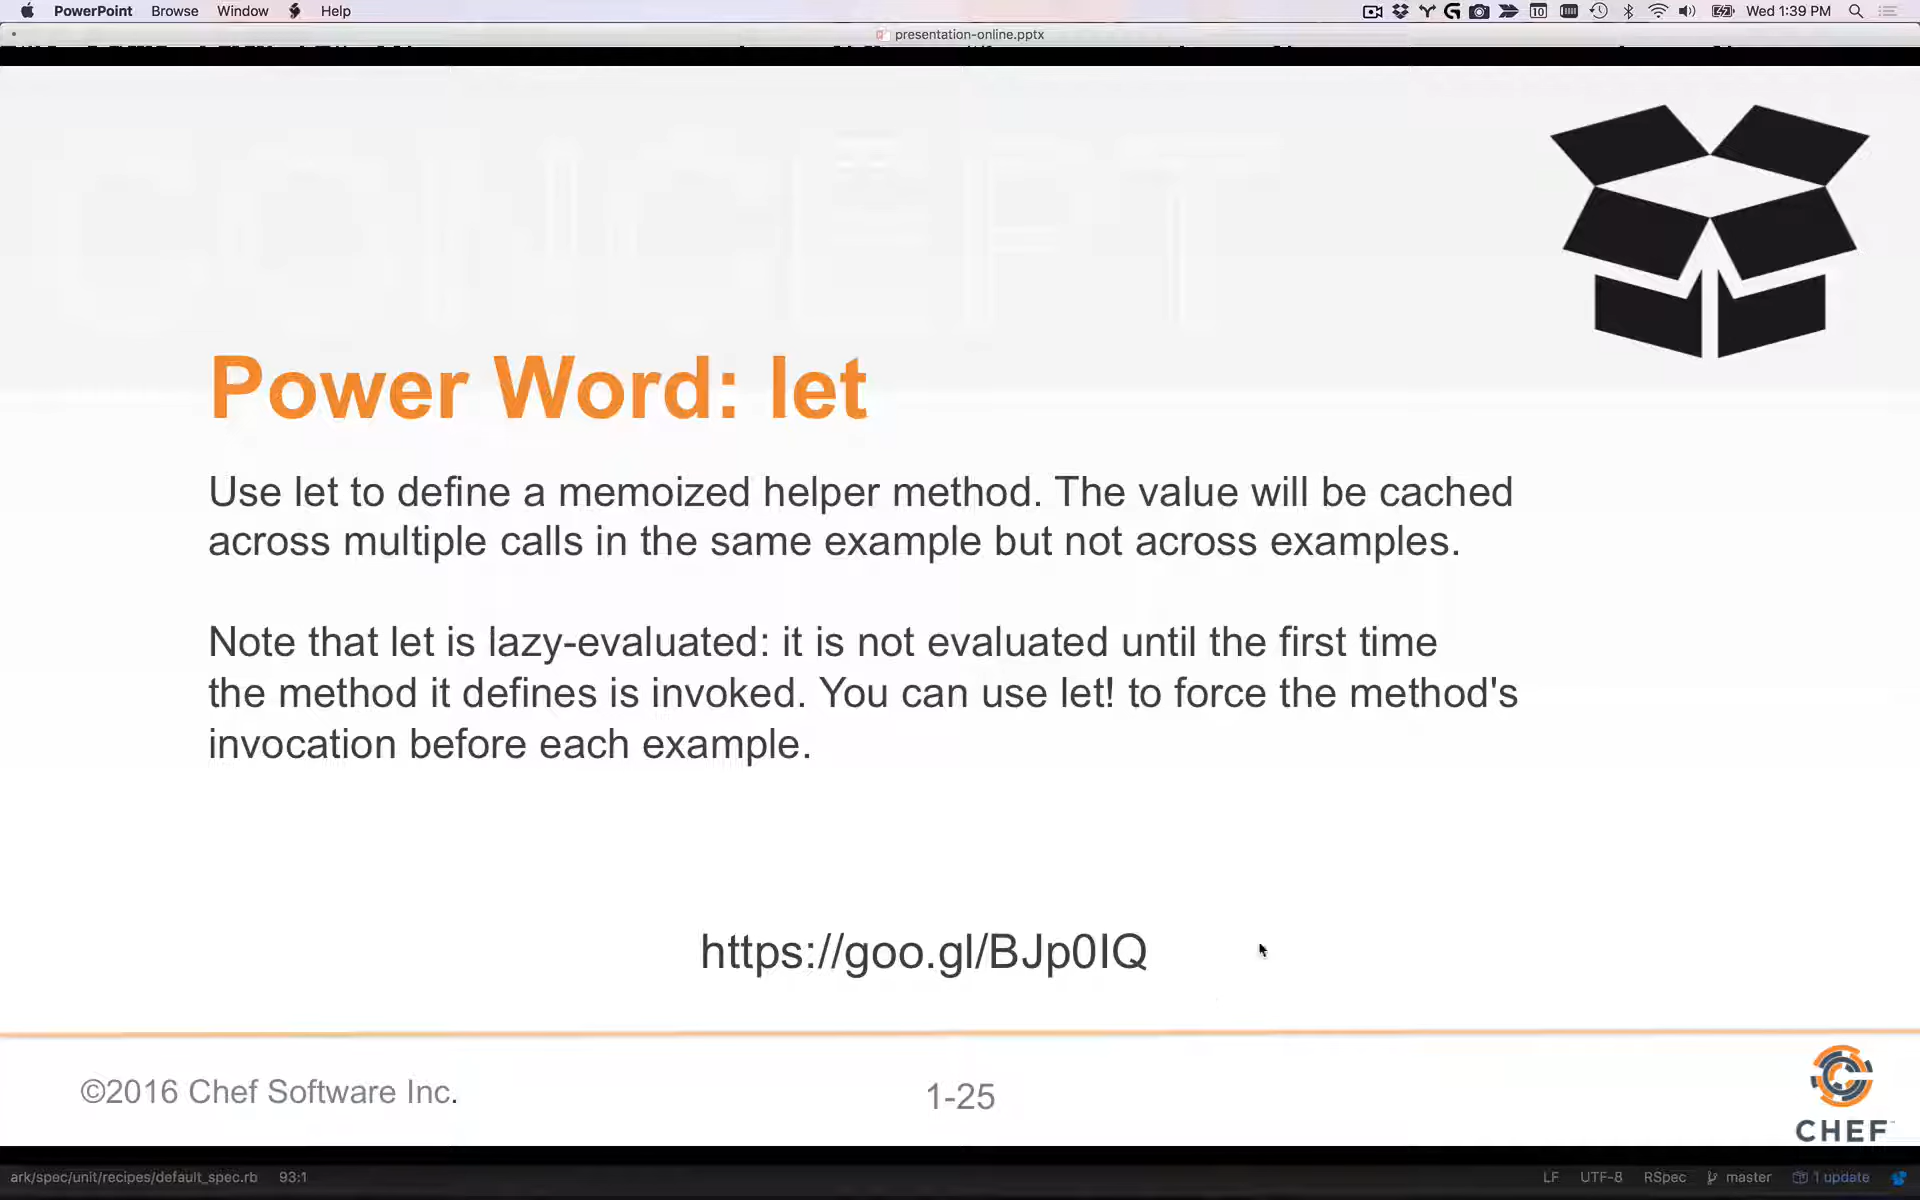 PowerPoint Browse Window Help
Wed 1:39 PM
presentation-online.pptx
CONCEPT
Power Word: let
Use let to define a memoized helper method. The value will be cached
across multiple calls in the same example but not across examples.
Note that let is lazy-evaluated: it is not evaluated until the first time
the method it defines is invoked. You can use let! to force the method's
invocation before each example.
https://goo.gl/BJp0IQ
©2016 Chef Software Inc.
1-25
CHEF™
ark/spec/unit/recipes/default_spec.rb 93:1
LF UTF-8 RSpec master 1 update